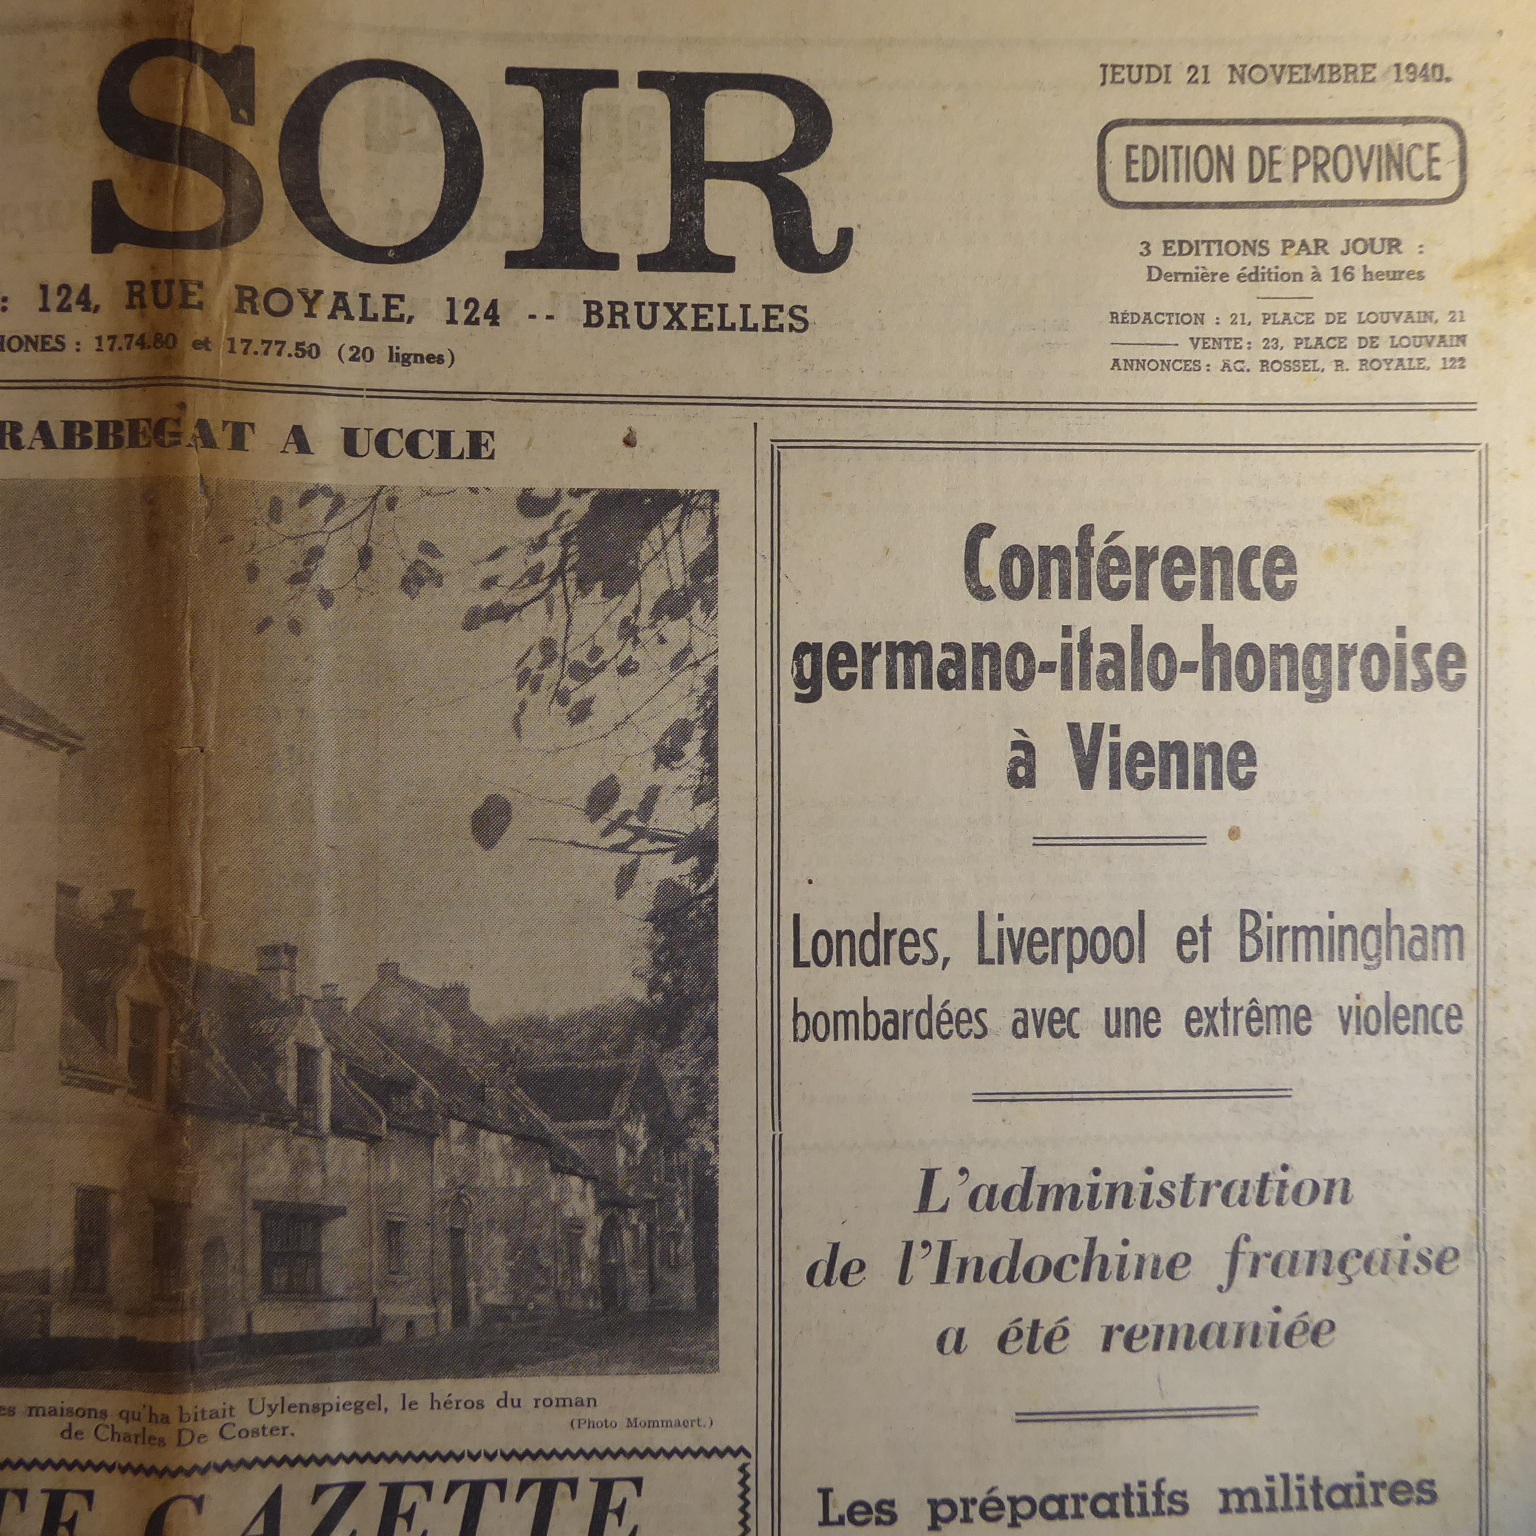 SOIR
: 124, RUE ROYALE, 124 -- BRUXELLES
: 17.74.80 et 17.77.50 (20 lignes)
JEUDI 21 NOVEMBRE 1940.
EDITION DE PROVINCE
3 EDITIONS PAR JOUR :
Dernière édition à 16 heures
RÉDACTION : 21, PLACE DE LOUVAIN, 21
VENTE : 23, PLACE DE LOUVAIN
ANNONCES : AG. ROSSEL, R. ROYALE, 122
RABBEGAT A UCCLE
es maisons qu'ha bitait Uylenspiegel, le héros du roman
de Charles De Coster.
(Photo Mommaert.)
TE GAZETTE
Conférence
germano-italo-hongroise
à Vienne
Londres, Liverpool et Birmingham
bombardées avec une extrême violence
L'administration
de l'Indochine française
a été remaniée
Les préparatifs militaires